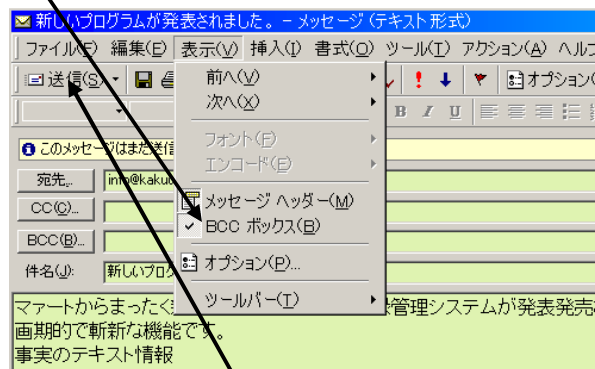 新しいプログラムが発表されました。 - メッセージ (テキスト形式)
ファイル(F) 編集(E) 表示(V) 挿入(I) 書式(O) ツール(T) アクション(A) ヘルプ
送信(S) オプション(
前へ(V)
次へ(X)
B I U
フォント(F)
エンコード(E)
このメッセージはまだ送信
宛先... info@kaku
メッセージ ヘッダー(M)
CC(C)...
BCC ボックス(B)
BCC(B)...
オプション(P)...
件名(J): 新しいプログ
ツールバー(T)
マァートからまったく 管理システムが発表発売
画期的で斬新な機能です。
事実のテキスト情報